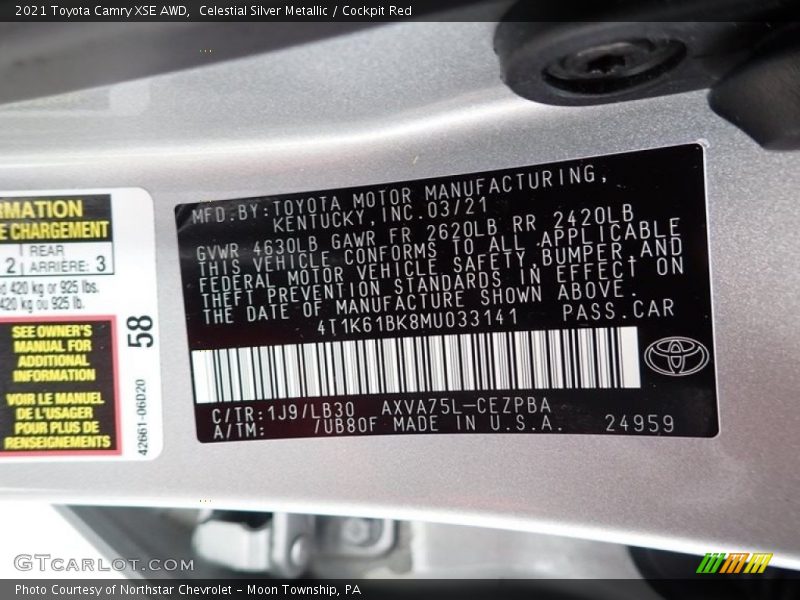 2021 Toyota Camry XSE AWD, Celestial Silver Metallic / Cockpit Red
RMATION
E CHARGEMENT
2 REAR
ARRIÈRE: 3
d 420 kg or 925 lbs.
420 kg ou 925 lb.
SEE OWNER'S
MANUAL FOR
ADDITIONAL
INFORMATION
VOIR LE MANUEL
DE L'USAGER
POUR PLUS DE
RENSEIGNEMENTS
58
42661-06D20
MFD.BY:TOYOTA MOTOR MANUFACTURING,
KENTUCKY,INC.03/21
GVWR 4630LB GAWR FR 2620LB RR 2420LB
THIS VEHICLE CONFORMS TO ALL APPLICABLE
FEDERAL MOTOR VEHICLE SAFETY,BUMPER,AND
THEFT PREVENTION STANDARDS IN EFFECT ON
THE DATE OF MANUFACTURE SHOWN ABOVE.
4T1K61BK8MU033141 PASS.CAR
C/TR:1J9/LB30 AXVA75L-CEZPBA
A/TM: /UB80F MADE IN U.S.A. 24959
GTCarLot.com
Photo Courtesy of Northstar Chevrolet - Moon Township, PA